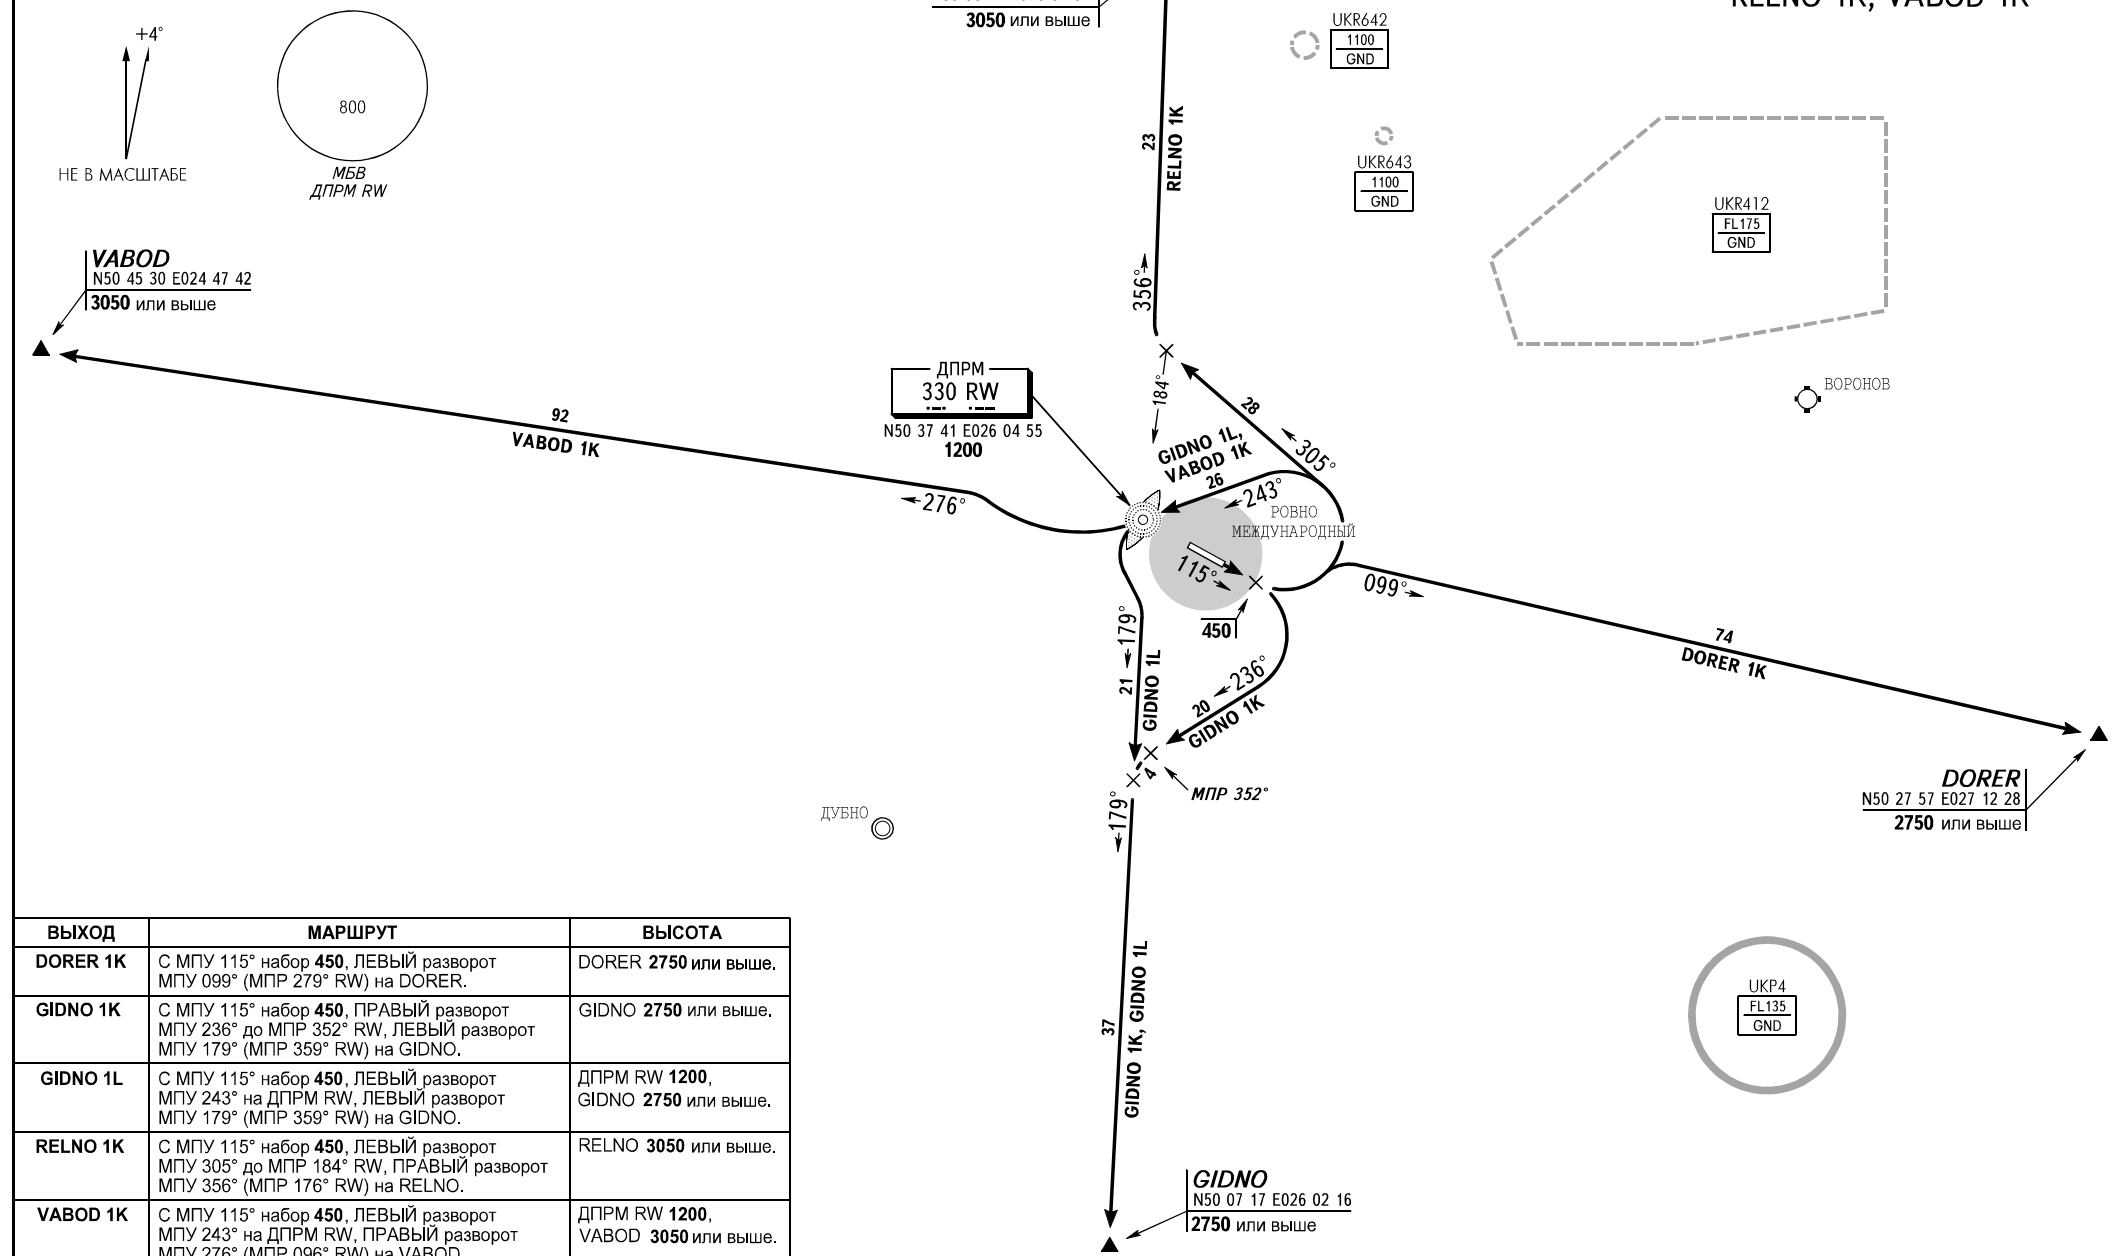 3050 или выше
RELNO 1K, VABOD 1K
+4°
НЕ В МАСШТАБЕ
800
МБВ
ДПРМ RW
UKR642
1100
GND
UKR643
1100
GND
UKR412
FL175
GND
23
RELNO 1K
356°
VABOD
N50 45 30 E024 47 42
3050 или выше
92
VABOD 1K
276°
ДПРМ
330 RW
N50 37 41 E026 04 55
1200
184°
28
305°
GIDNO 1L,
VABOD 1K
26
243°
РОВНО
МЕЖДУНАРОДНЫЙ
115°
450
ВОРОНОВ
099°
74
DORER 1K
179°
21
GIDNO 1L
236°
20
GIDNO 1K
4
МПР 352°
179°
DORER
N50 27 57 E027 12 28
2750 или выше
ДУБНО
37
GIDNO 1K, GIDNO 1L
UKP4
FL135
GND
GIDNO
N50 07 17 E026 02 16
2750 или выше
ВЫХОД МАРШРУТ ВЫСОТА
DORER 1K С МПУ 115° набор 450, ЛЕВЫЙ разворот DORER 2750 или выше.
МПУ 099° (МПР 279° RW) на DORER.
GIDNO 1K С МПУ 115° набор 450, ПРАВЫЙ разворот GIDNO 2750 или выше.
МПУ 236° до МПР 352° RW, ЛЕВЫЙ разворот
МПУ 179° (МПР 359° RW) на GIDNO.
GIDNO 1L С МПУ 115° набор 450, ЛЕВЫЙ разворот ДПРМ RW 1200,
МПУ 243° на ДПРМ RW, ЛЕВЫЙ разворот GIDNO 2750 или выше.
МПУ 179° (МПР 359° RW) на GIDNO.
RELNO 1K С МПУ 115° набор 450, ЛЕВЫЙ разворот RELNO 3050 или выше.
МПУ 305° до МПР 184° RW, ПРАВЫЙ разворот
МПУ 356° (МПР 176° RW) на RELNO.
VABOD 1K С МПУ 115° набор 450, ЛЕВЫЙ разворот ДПРМ RW 1200,
МПУ 243° на ДПРМ RW, ПРАВЫЙ разворот VABOD 3050 или выше.
МПУ 276° (МПР 096° RW) на VABOD